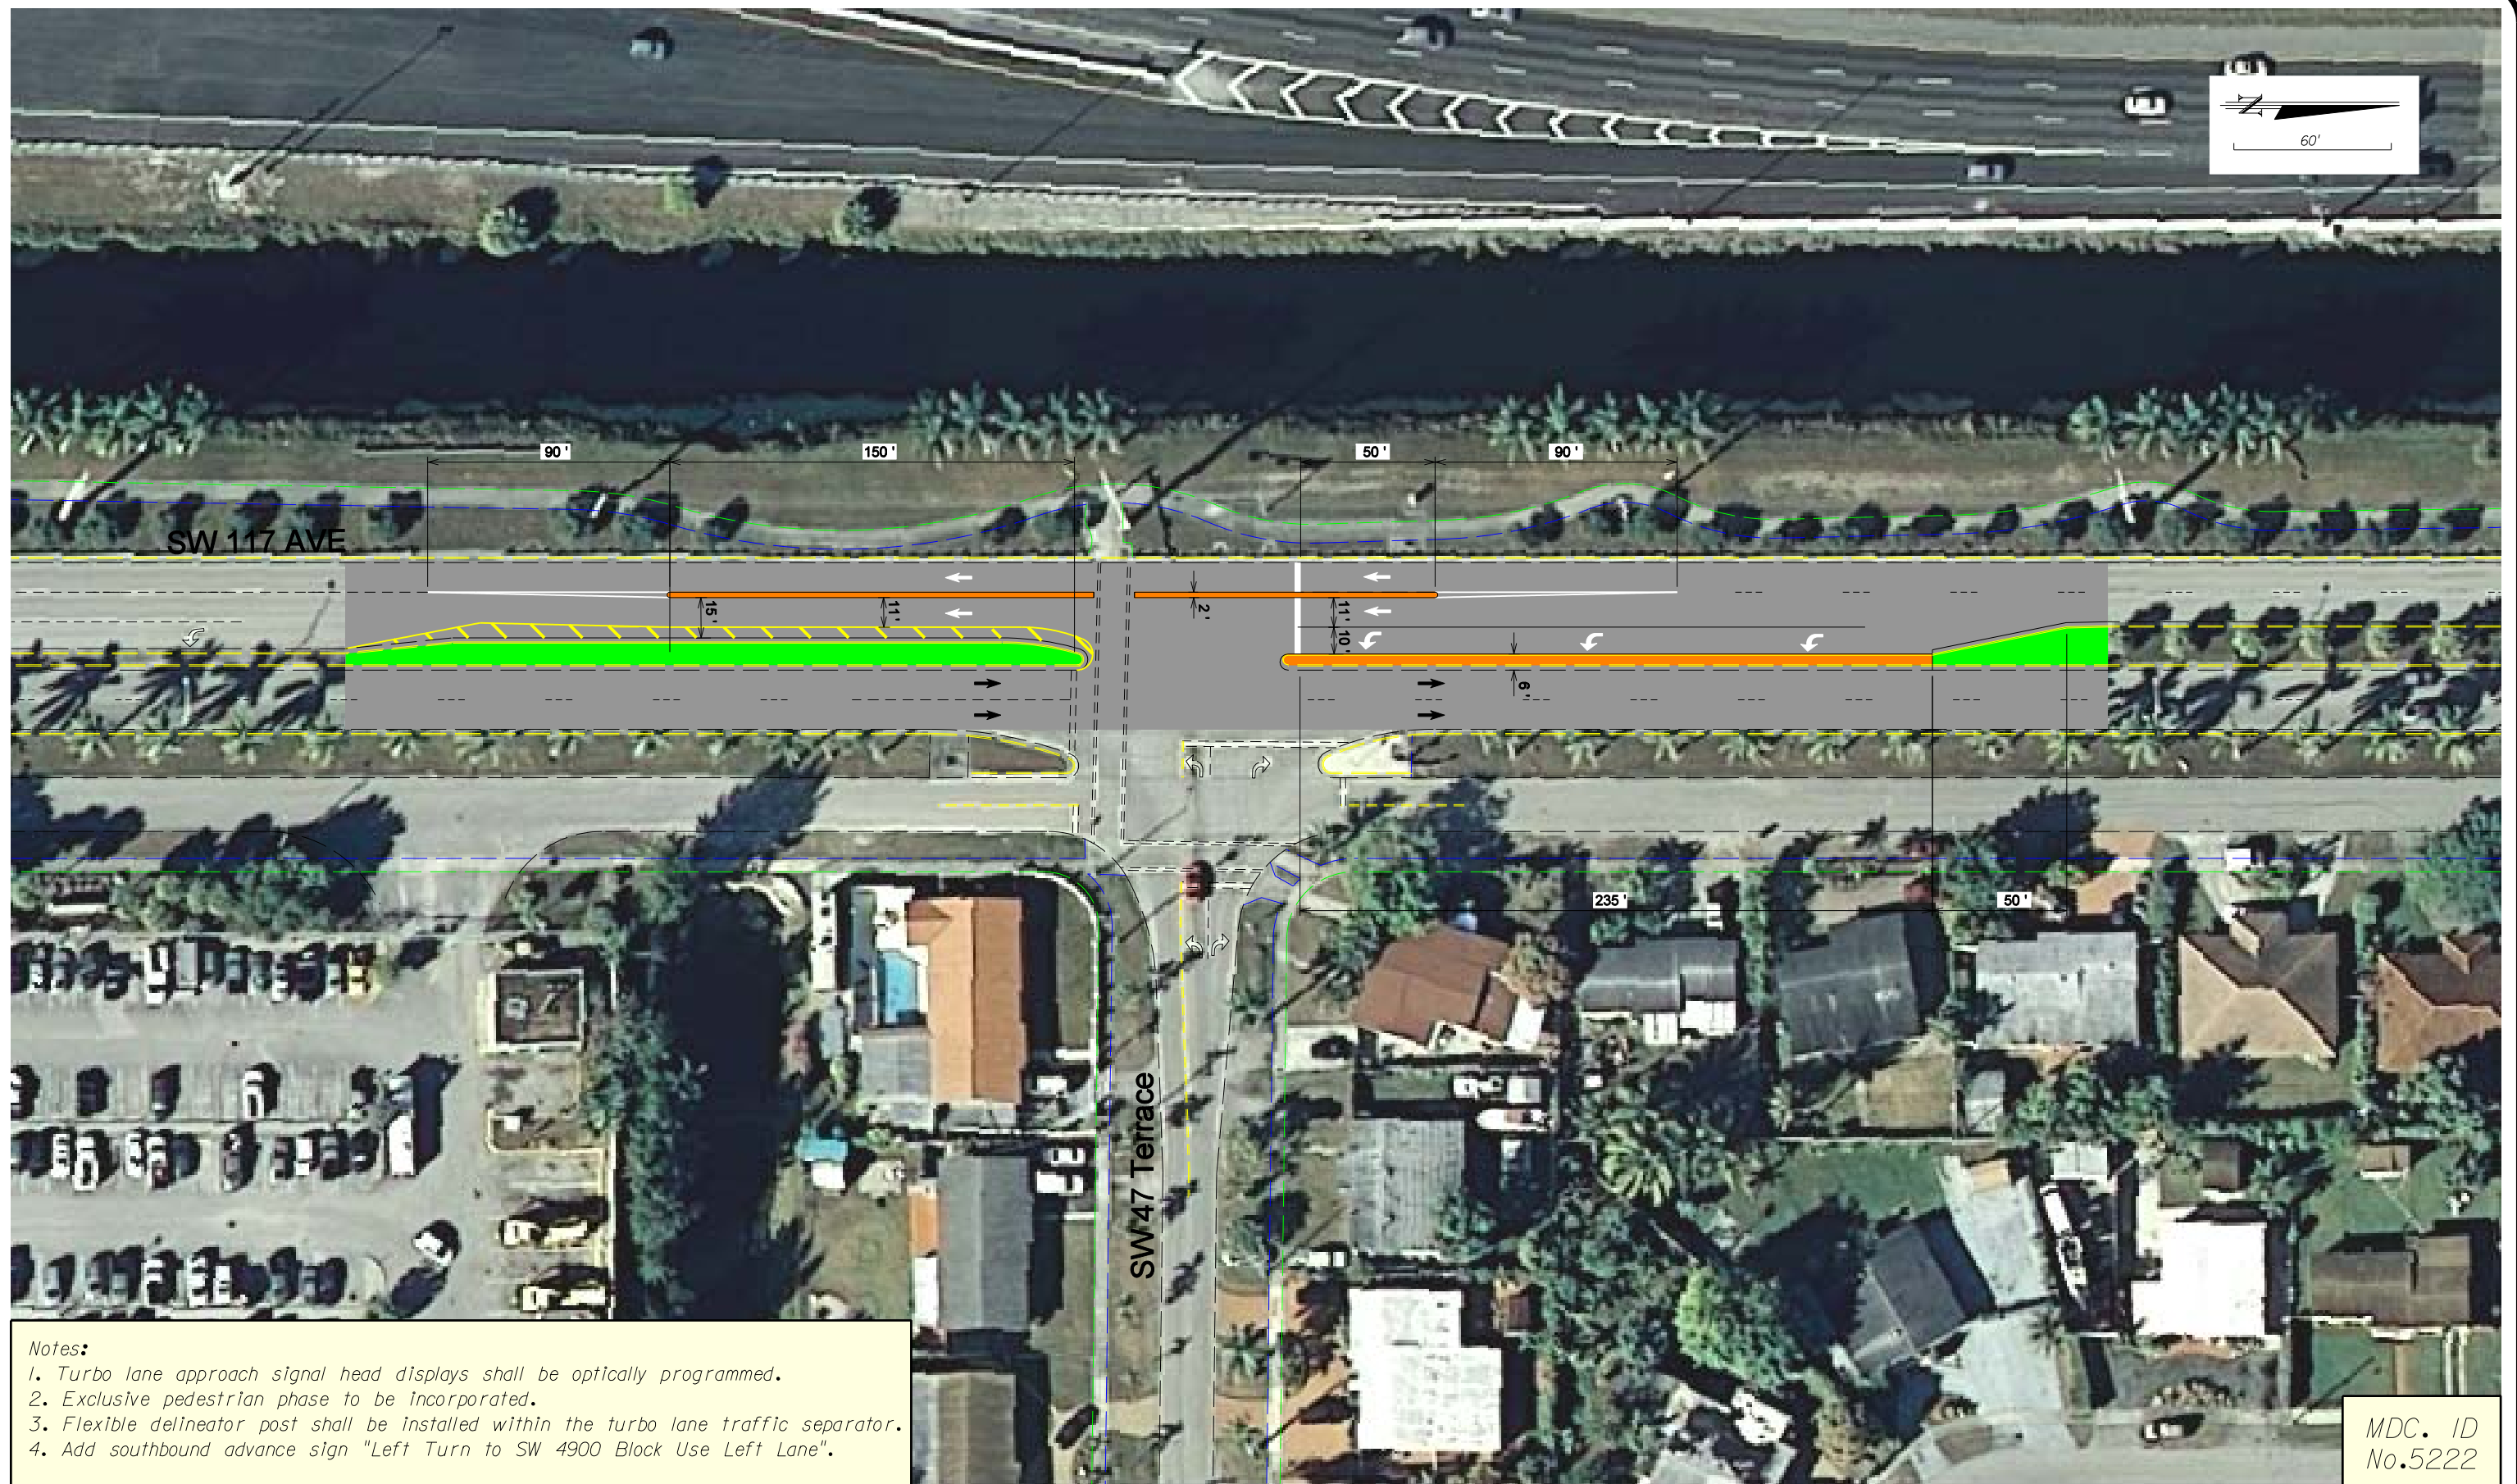 N
60'
90'
150'
50'
90'
SW 117 AVE
15'
11'
2'
11'
10'
6'
235'
50'
SW 47 Terrace
Notes:
1. Turbo lane approach signal head displays shall be optically programmed.
2. Exclusive pedestrian phase to be incorporated.
3. Flexible delineator post shall be installed within the turbo lane traffic separator.
4. Add southbound advance sign "Left Turn to SW 4900 Block Use Left Lane".
MDC. ID
No.5222